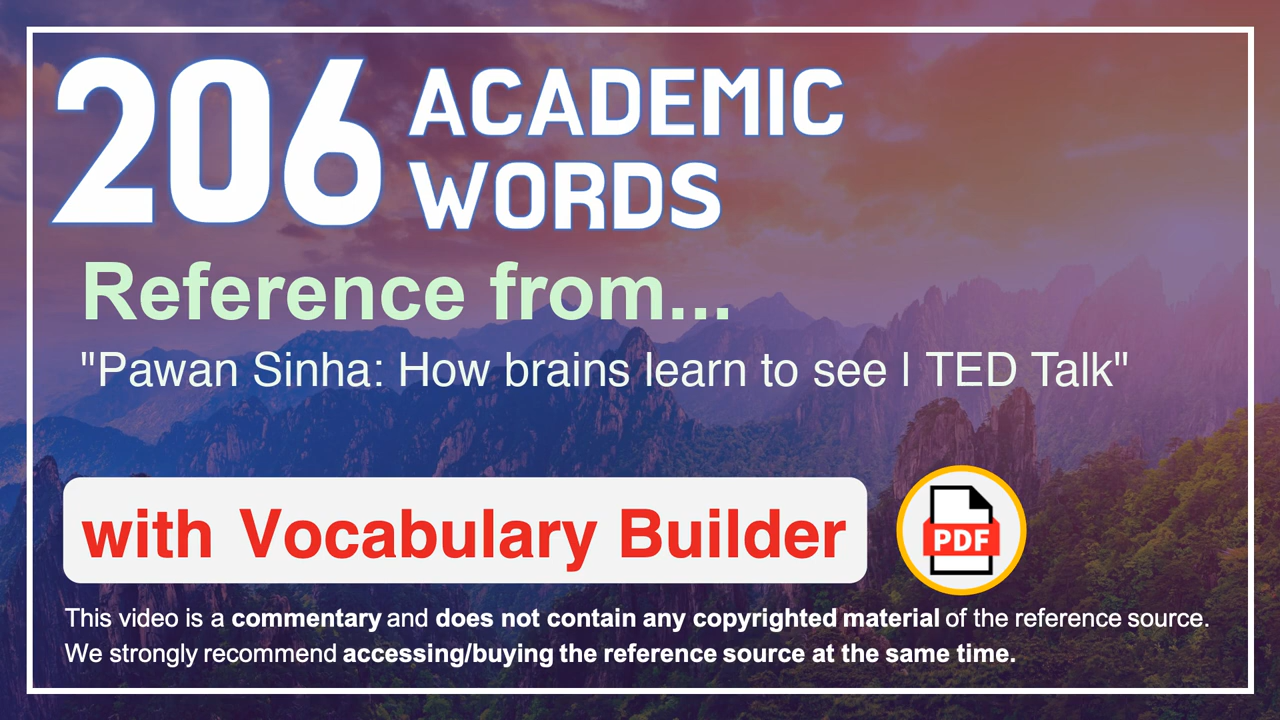 206 ACADEMIC
WORDS
Reference from...
"Pawan Sinha: How brains learn to see | TED Talk"
with Vocabulary Builder
PDF
This video is a commentary and does not contain any copyrighted material of the reference source.
We strongly recommend accessing/buying the reference source at the same time.